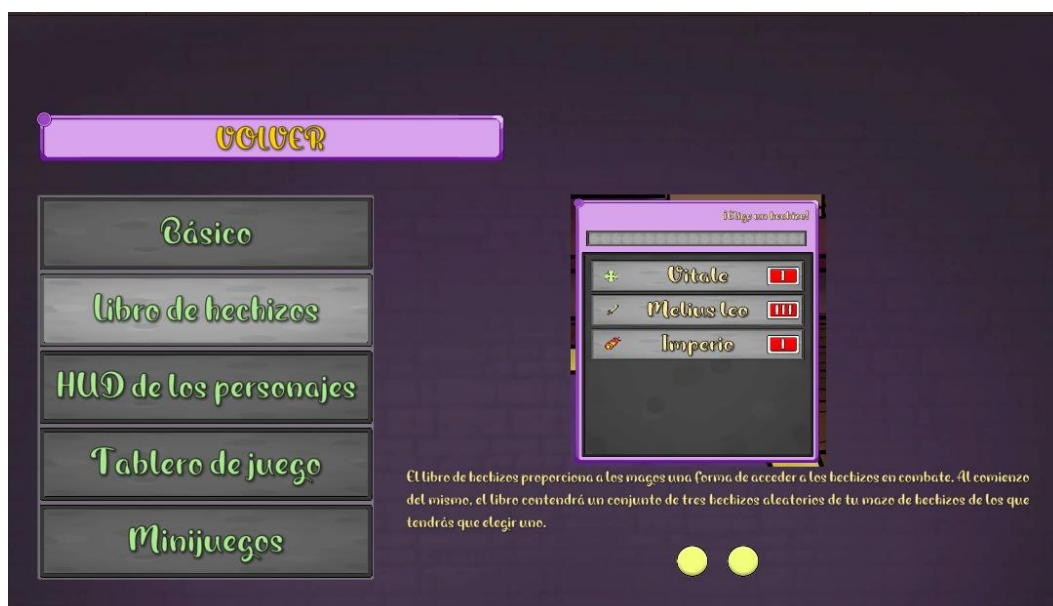 VOLVER
Básico
Libro de hechizos
HUD de los personajes
Tablero de juego
Minijuegos
¡Elige un hechizo!
Vitale I
Melius leo III
Imperio I
El libro de hechizos proporciona a los magos una forma de acceder a los hechizos en combate. Al comienzo
del mismo, el libro contendrá un conjunto de tres hechizos aleatorios de tu mazo de hechizos de los que
tendrás que elegir uno.